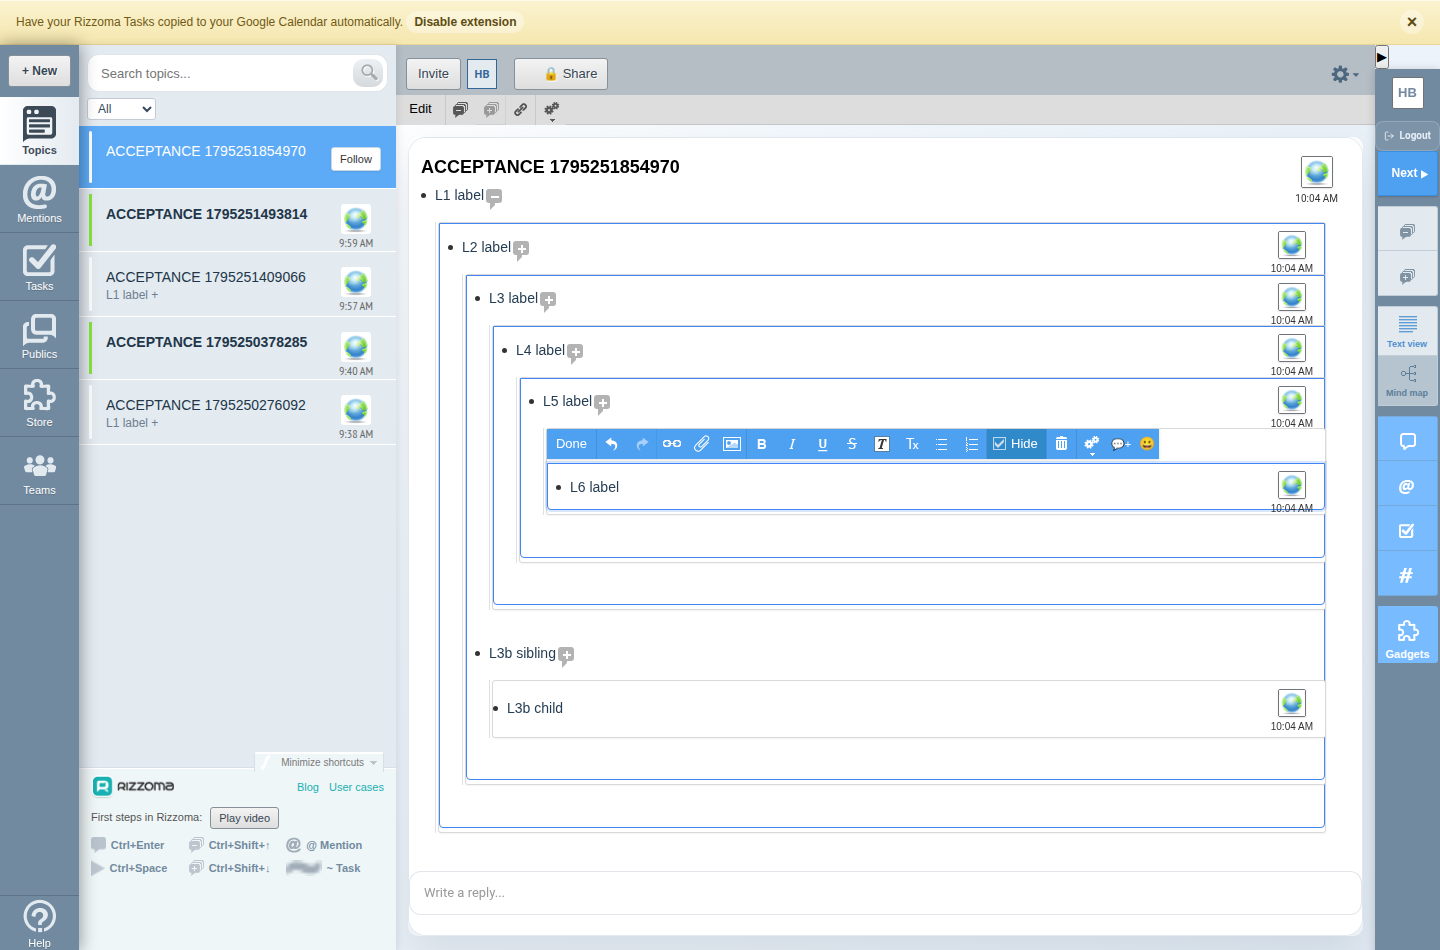 Have your Rizzoma Tasks copied to your Google Calendar automatically. Disable extension ×
+ New
Topics
Mentions
Tasks
Publics
Store
Teams
Help
Search topics...
All
ACCEPTANCE 1795251854970
Follow
ACCEPTANCE 1795251493814
9:59 AM
ACCEPTANCE 1795251409066
L1 label +
9:57 AM
ACCEPTANCE 1795250378285
9:40 AM
ACCEPTANCE 1795250276092
L1 label +
9:38 AM
Minimize shortcuts
RIZZOMA
Blog User cases
First steps in Rizzoma: Play video
Ctrl+Enter Ctrl+Shift+↑ @ Mention
Ctrl+Space Ctrl+Shift+↓ ~ Task
Invite HB Share
Edit
ACCEPTANCE 1795251854970
10:04 AM
L1 label
L2 label
10:04 AM
L3 label
10:04 AM
L4 label
10:04 AM
L5 label
10:04 AM
Done B I U S T Tx Hide
L6 label
10:04 AM
L3b sibling
L3b child
10:04 AM
Write a reply...
HB
Logout
Next ▶
Text view
Mind map
@
#
Gadgets